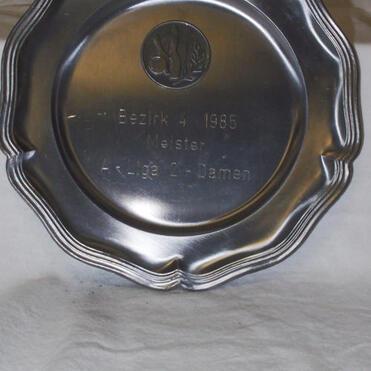 Bezirk 4 1985
Meister
A-Liga 2 - Damen